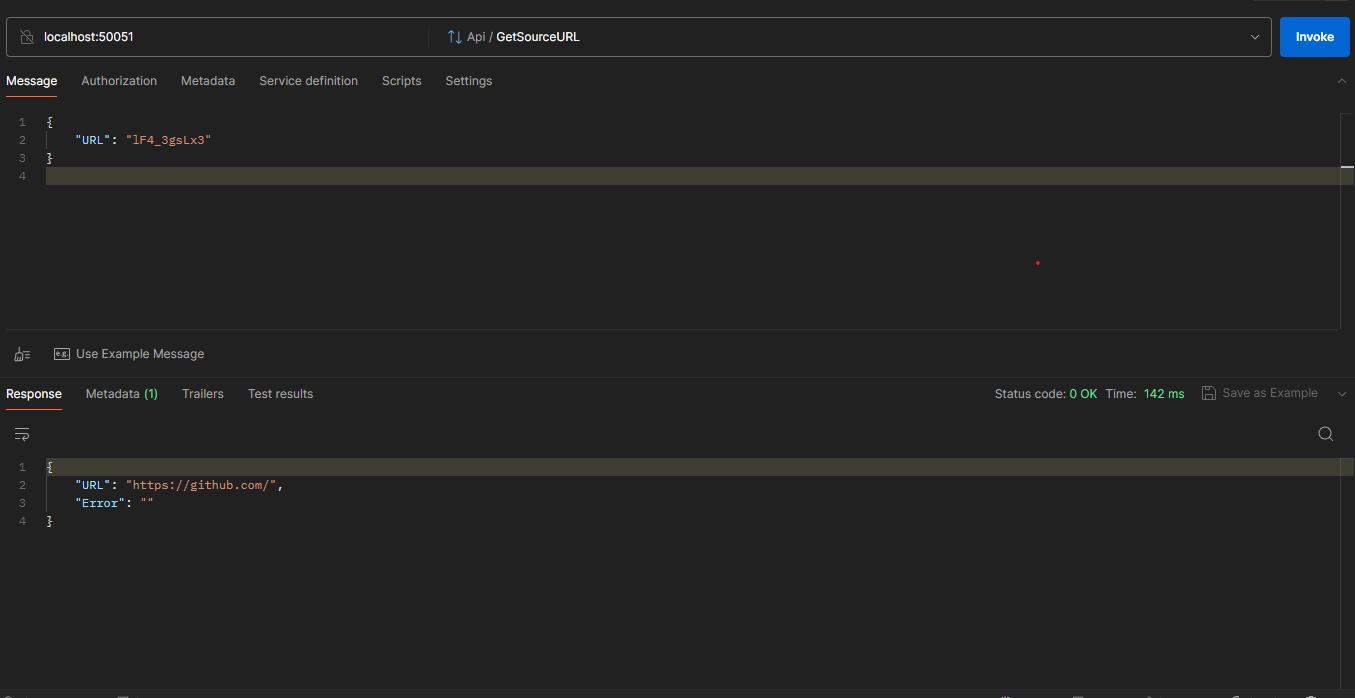 localhost:50051 Api / GetSourceURL Invoke
Message Authorization Metadata Service definition Scripts Settings
1 {
2 "URL": "lF4_3gsLx3"
3 }
4
e.g. Use Example Message
Response Metadata (1) Trailers Test results Status code: 0 OK Time: 142 ms Save as Example
1 {
2 "URL": "https://github.com/",
3 "Error": ""
4 }